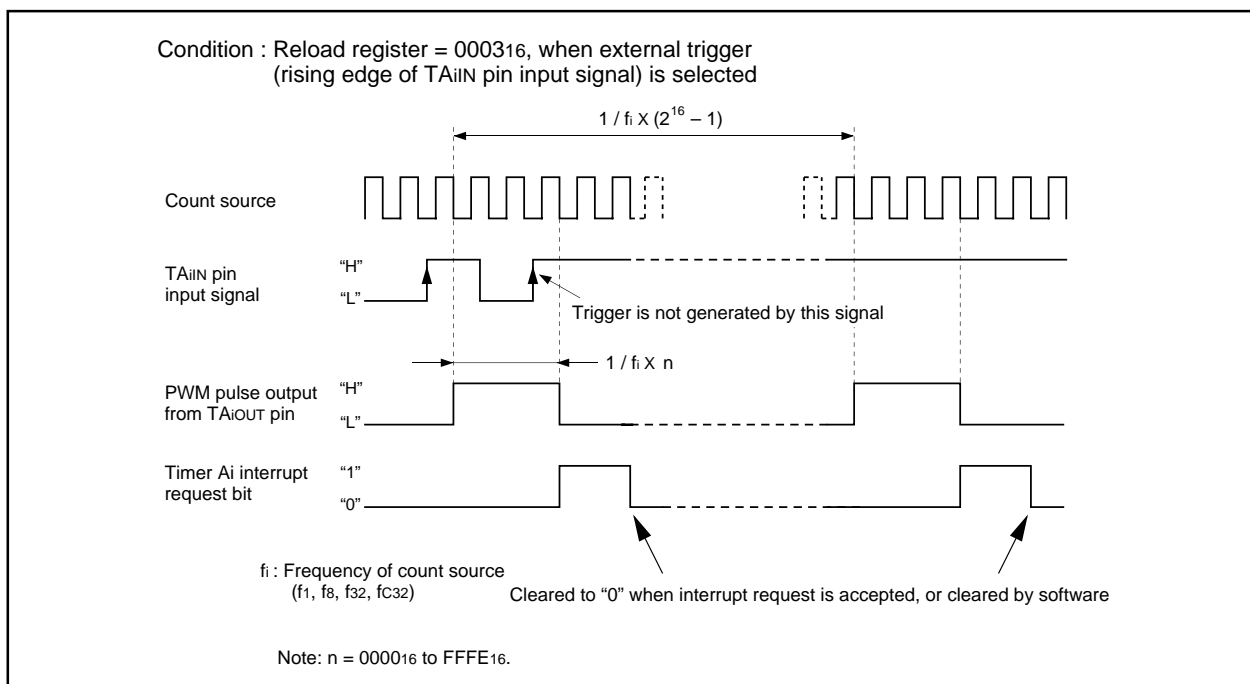 Condition : Reload register = 000316, when external trigger
(rising edge of TAiIN pin input signal) is selected
1 / fi X (2^16 – 1)
Count source
TAiIN pin
input signal
“H”
“L”
Trigger is not generated by this signal
1 / fi X n
PWM pulse output
from TAiOUT pin
“H”
“L”
Timer Ai interrupt
request bit
“1”
“0”
fi : Frequency of count source
(f1, f8, f32, fC32)
Cleared to “0” when interrupt request is accepted, or cleared by software
Note: n = 000016 to FFFE16.